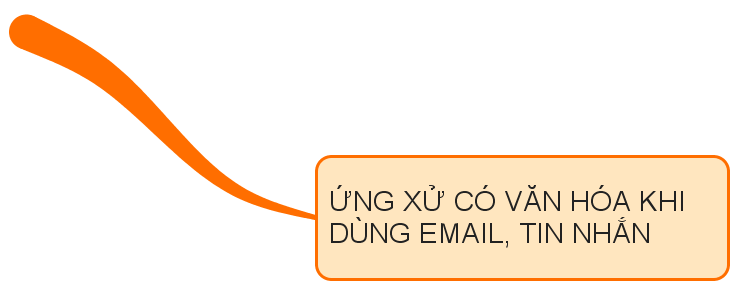 ỨNG XỬ CÓ VĂN HÓA KHI
DÙNG EMAIL, TIN NHẮN